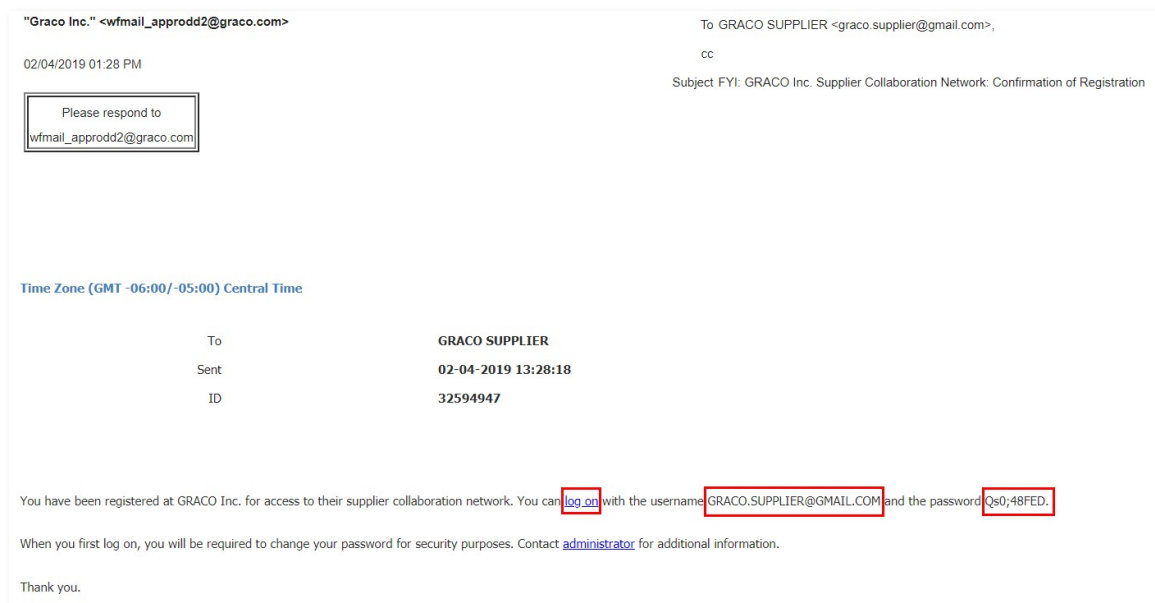 "Graco Inc." <wfmail_approdd2@graco.com>
To GRACO SUPPLIER <graco.supplier@gmail.com>,
cc
02/04/2019 01:28 PM
Subject FYI: GRACO Inc. Supplier Collaboration Network: Confirmation of Registration
Please respond to
wfmail_approdd2@graco.com
Time Zone (GMT -06:00/-05:00) Central Time
To GRACO SUPPLIER
Sent 02-04-2019 13:28:18
ID 32594947
You have been registered at GRACO Inc. for access to their supplier collaboration network. You can log on with the username GRACO.SUPPLIER@GMAIL.COM and the password Qs0;48FED.
When you first log on, you will be required to change your password for security purposes. Contact administrator for additional information.
Thank you.